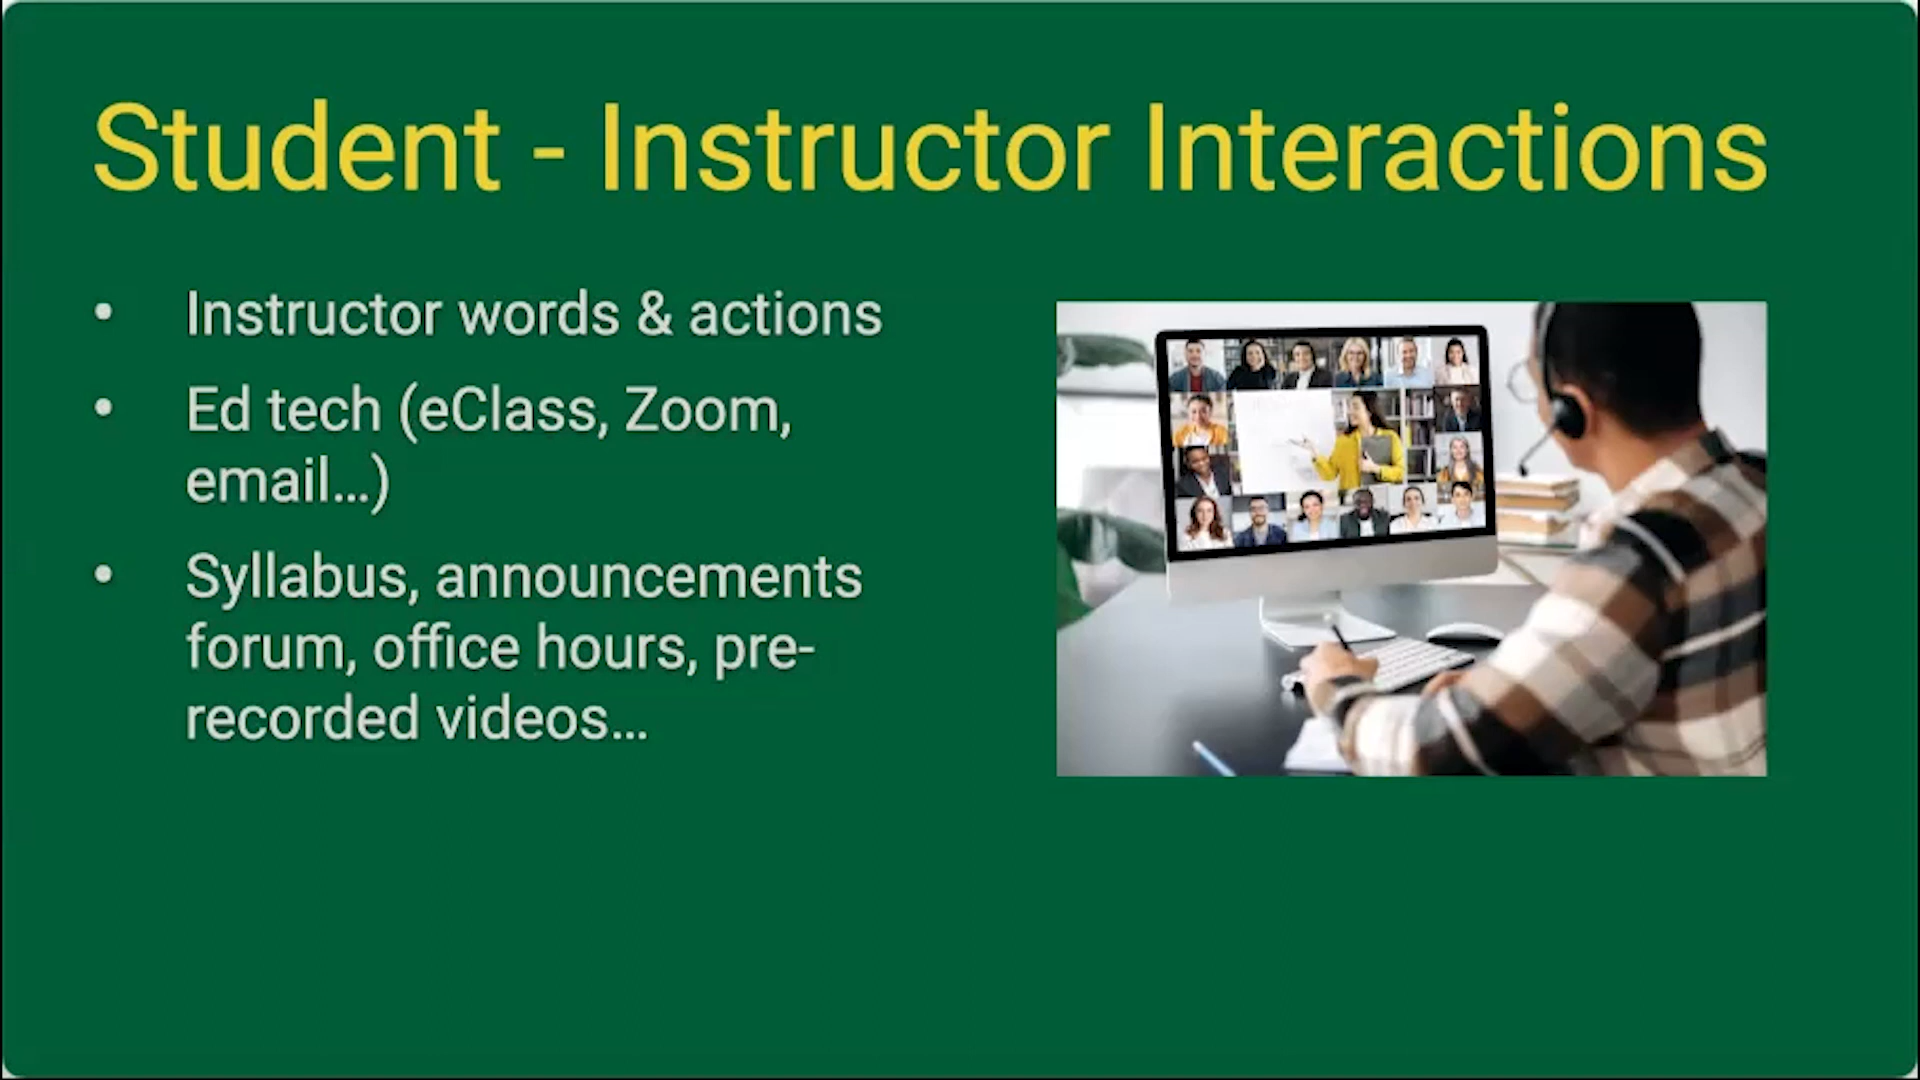 Student - Instructor Interactions
• Instructor words & actions
• Ed tech (eClass, Zoom,
email…)
• Syllabus, announcements
forum, office hours, pre-
recorded videos…